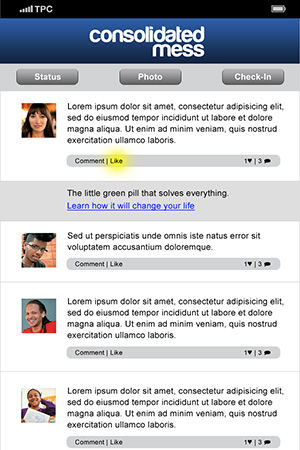 TPC
consolidated
mess
Status Photo Check-In
Lorem ipsum dolor sit amet, consectetur adipisicing elit,
sed do eiusmod tempor incididunt ut labore et dolore
magna aliqua. Ut enim ad minim veniam, quis nostrud
exercitation ullamco laboris.
Comment | Like 1♥ | 3
The little green pill that solves everything.
Learn how it will change your life
Sed ut perspiciatis unde omnis iste natus error sit
voluptatem accusantium doloremque.
Comment | Like 1♥ | 3
Lorem ipsum dolor sit amet, consectetur adipisicing elit,
sed do eiusmod tempor incididunt ut labore et dolore
magna aliqua. Ut enim ad minim veniam, quis nostrud
exercitation ullamco laboris.
Comment | Like 1♥ | 3
Lorem ipsum dolor sit amet, consectetur adipisicing elit,
sed do eiusmod tempor incididunt ut labore et dolore
magna aliqua. Ut enim ad minim veniam, quis nostrud
exercitation ullamco laboris.
Comment | Like 1♥ | 3